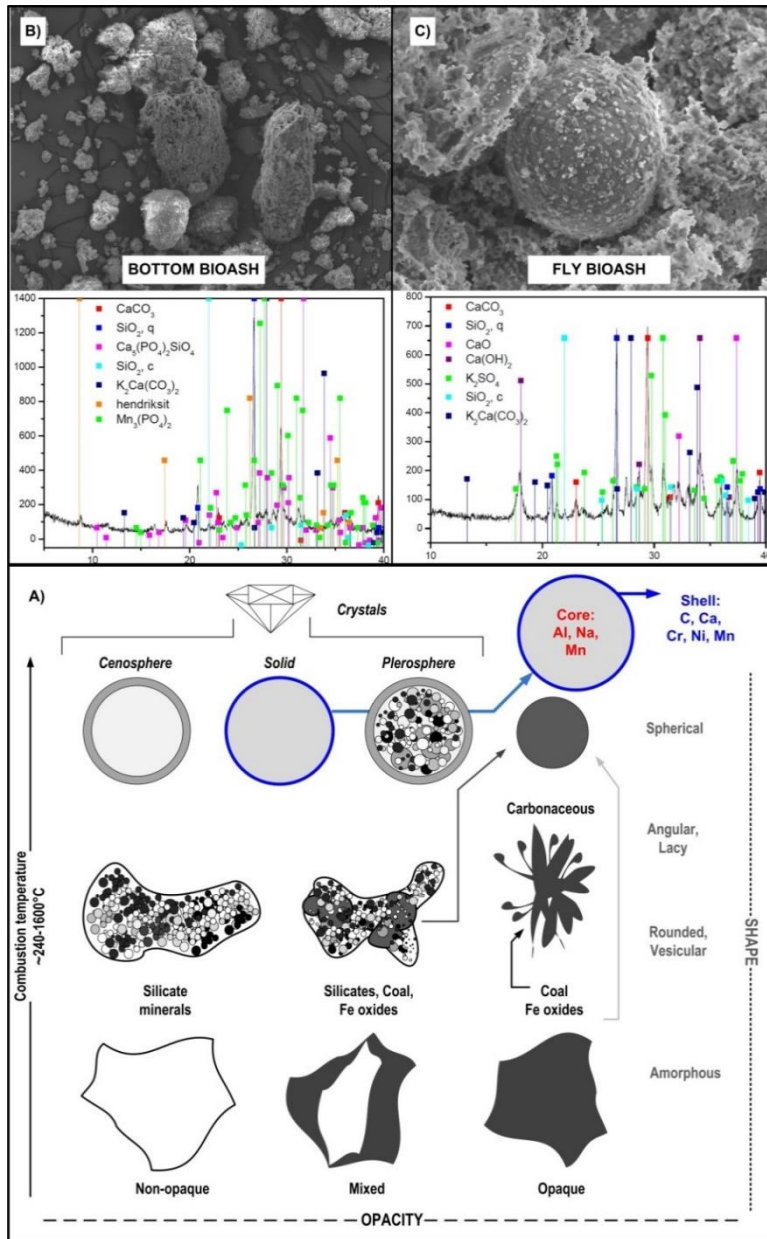 B)
BOTTOM BIOASH
C)
FLY BIOASH
1400
1200
1000
800
600
400
200
0
10
20
30
40
CaCO₃
SiO₂, q
Ca₅(PO₄)₂SiO₄
SiO₂, c
K₂Ca(CO₃)₂
hendriksit
Mn₃(PO₄)₂
800
700
600
500
400
300
200
100
0
10
20
30
40
CaCO₃
SiO₂, q
CaO
Ca(OH)₂
K₂SO₄
SiO₂, c
K₂Ca(CO₃)₂
A)
Crystals
Cenosphere
Solid
Plerosphere
Core:
Al, Na,
Mn
Shell:
C, Ca,
Cr, Ni, Mn
Spherical
Carbonaceous
Angular,
Lacy
Rounded,
Vesicular
Silicate
minerals
Silicates, Coal,
Fe oxides
Coal
Fe oxides
Amorphous
Non-opaque
Mixed
Opaque
OPACITY
Combustion temperature
~240-1600°C
SHAPE